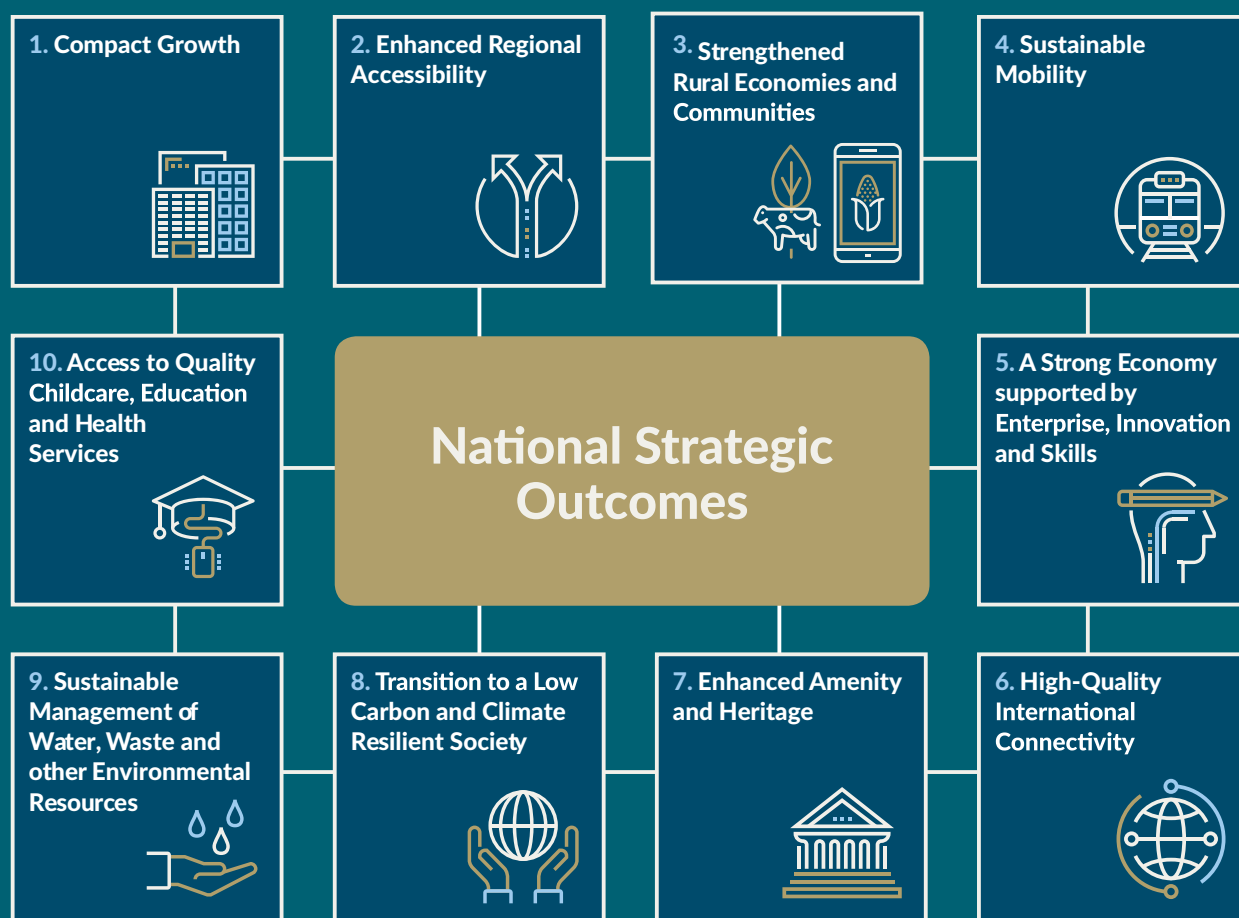 1. Compact Growth
2. Enhanced Regional
Accessibility
3. Strengthened
Rural Economies and
Communities
4. Sustainable
Mobility
10. Access to Quality
Childcare, Education
and Health
Services
National Strategic
Outcomes
5. A Strong Economy
supported by
Enterprise, Innovation
and Skills
9. Sustainable
Management of
Water, Waste and
other Environmental
Resources
8. Transition to a Low
Carbon and Climate
Resilient Society
7. Enhanced Amenity
and Heritage
6. High-Quality
International
Connectivity